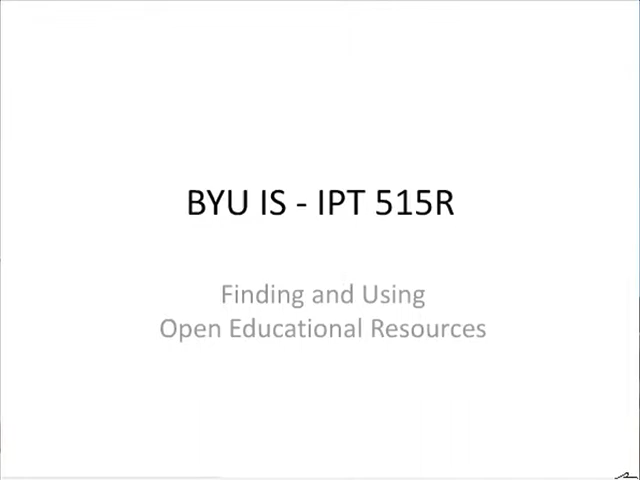 BYU IS - IPT 515R
Finding and Using
Open Educational Resources